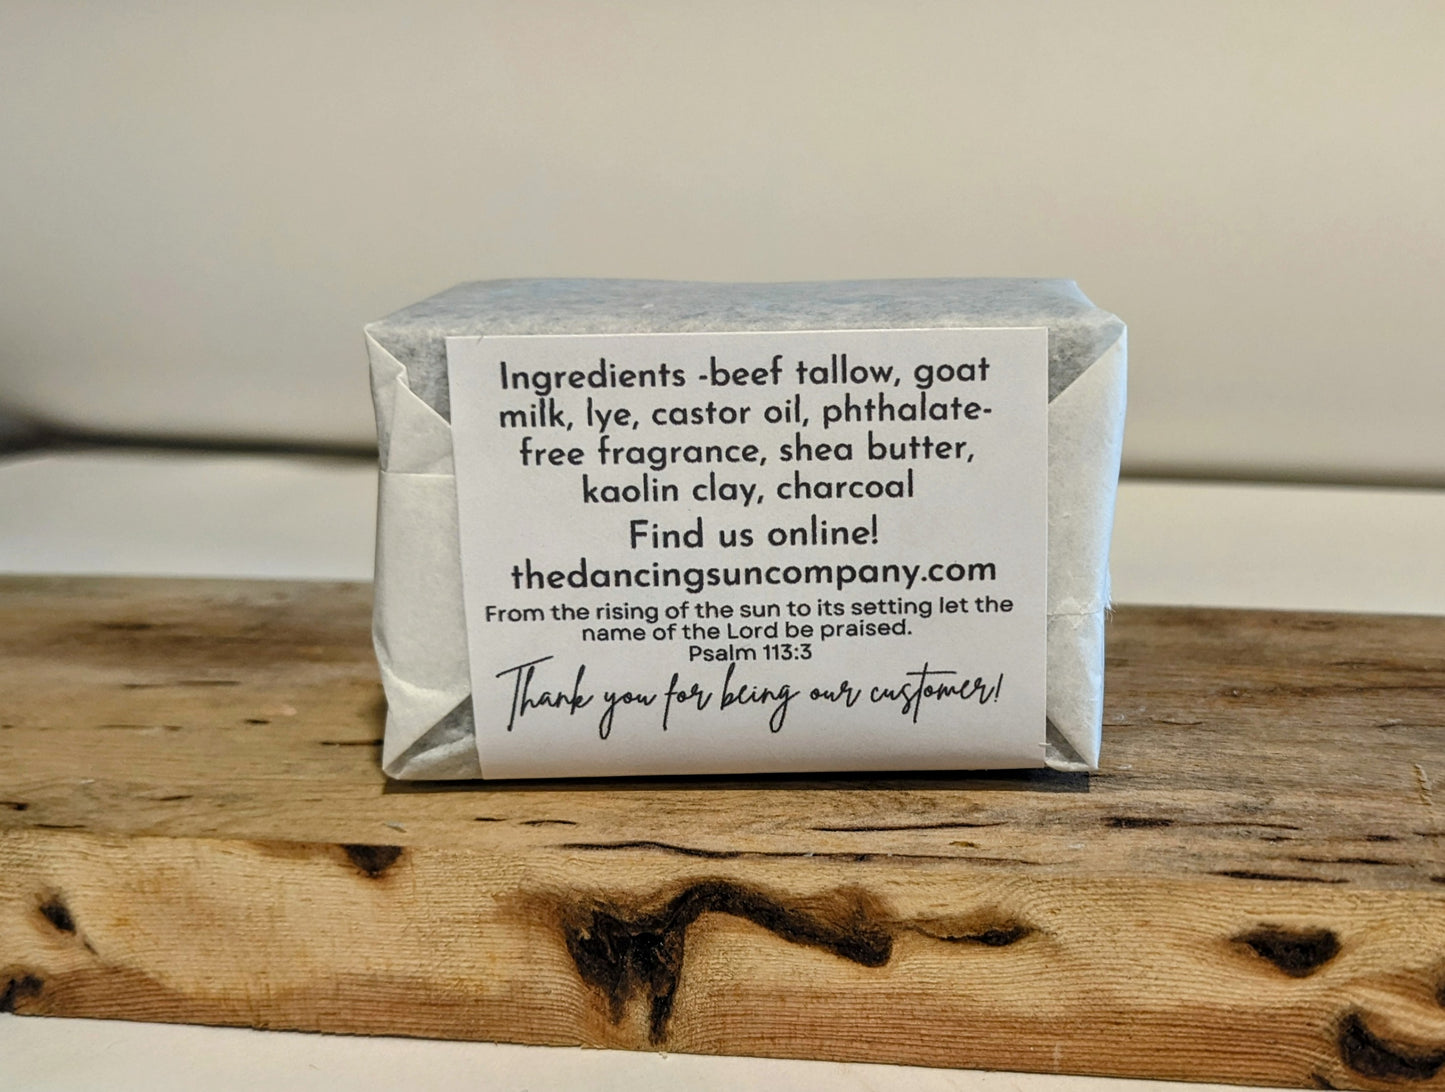 Ingredients -beef tallow, goat
milk, lye, castor oil, phthalate-
free fragrance, shea butter,
kaolin clay, charcoal
Find us online!
thedancingsuncompany.com
From the rising of the sun to its setting let the
name of the Lord be praised.
Psalm 113:3
Thank you for being our customer!